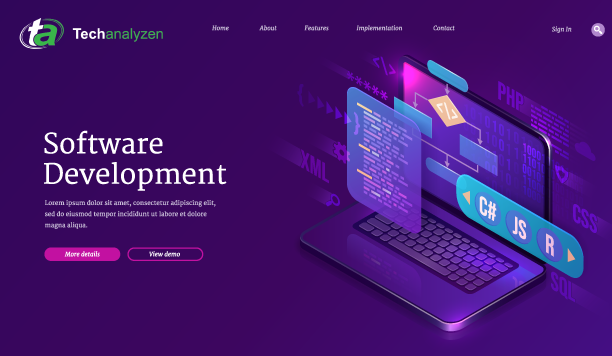 ta Techanalyzen
Home About Features Implementation Contact Sign In
Software
Development
Lorem ipsum dolor sit amet, consectetur adipiscing elit,
sed do eiusmod tempor incididunt ut labore et dolore
magna aliqua.
More details View demo
PHP
XML
</>
C# JS R
CSS
SQL